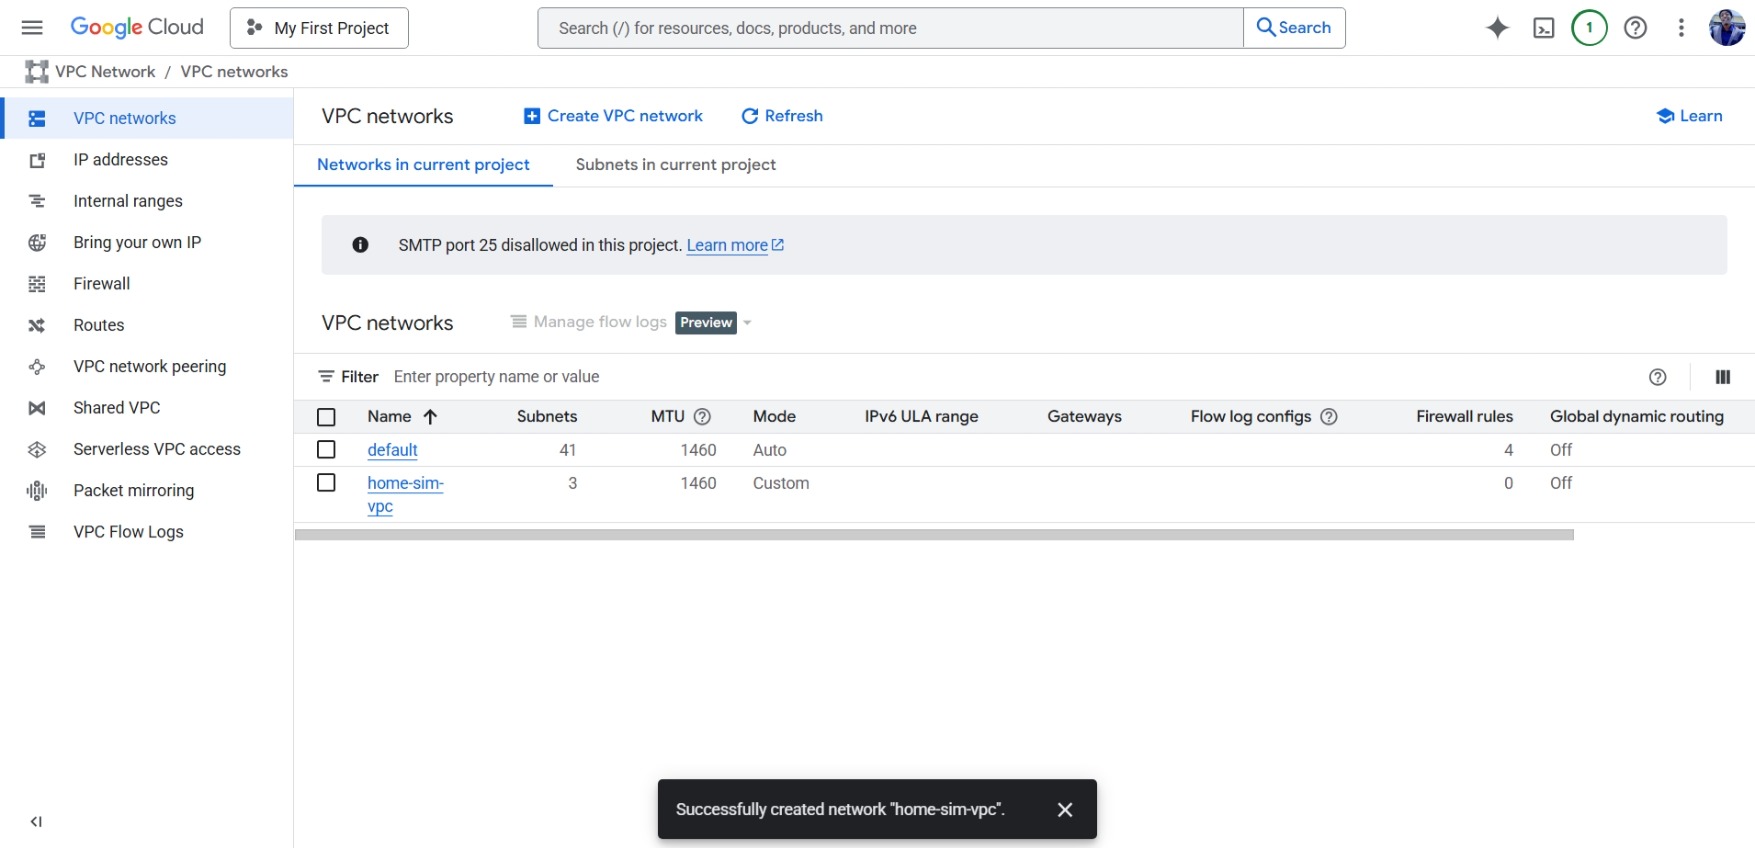 Google Cloud
My First Project
Search (/) for resources, docs, products, and more
Search
1
VPC Network / VPC networks
VPC networks
IP addresses
Internal ranges
Bring your own IP
Firewall
Routes
VPC network peering
Shared VPC
Serverless VPC access
Packet mirroring
VPC Flow Logs
VPC networks
Create VPC network
Refresh
Learn
Networks in current project
Subnets in current project
SMTP port 25 disallowed in this project. Learn more
VPC networks
Manage flow logs Preview
Filter Enter property name or value
Name Subnets MTU Mode IPv6 ULA range Gateways Flow log configs Firewall rules Global dynamic routing
default 41 1460 Auto 4 Off
home-sim- 3 1460 Custom 0 Off
vpc
Successfully created network "home-sim-vpc".